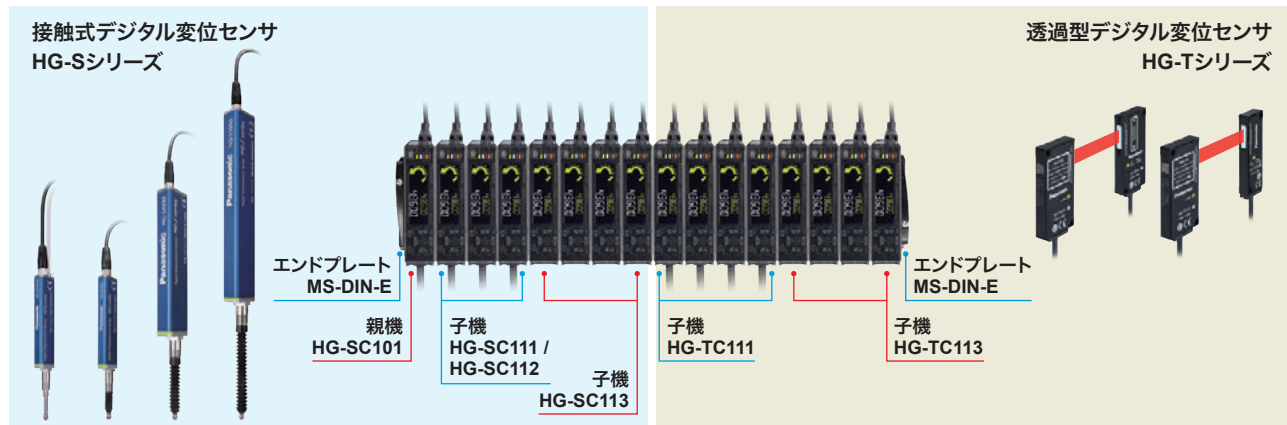 接触式デジタル変位センサ
HG-Sシリーズ
透過型デジタル変位センサ
HG-Tシリーズ
Panasonic
Panasonic
エンドプレート
MS-DIN-E
親機
HG-SC101
子機
HG-SC111 /
HG-SC112
子機
HG-SC113
子機
HG-TC111
子機
HG-TC113
エンドプレート
MS-DIN-E